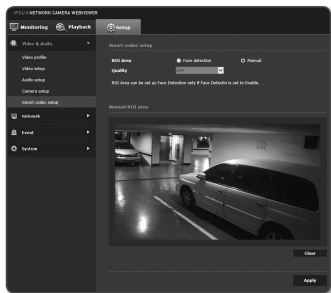 iPOLiS NETWORK CAMERA WEBVIEWER
Monitoring
Playback
Setup
Video & Audio
Video profile
Video setup
Audio setup
Camera setup
Smart codec setup
Network
Event
System
Smart codec setup
ROI Area
Face detection
Manual
Quality
ROI Area can be set as Face Detection only if Face Detectin is set to Enable.
Manual ROI area
Clear
Apply